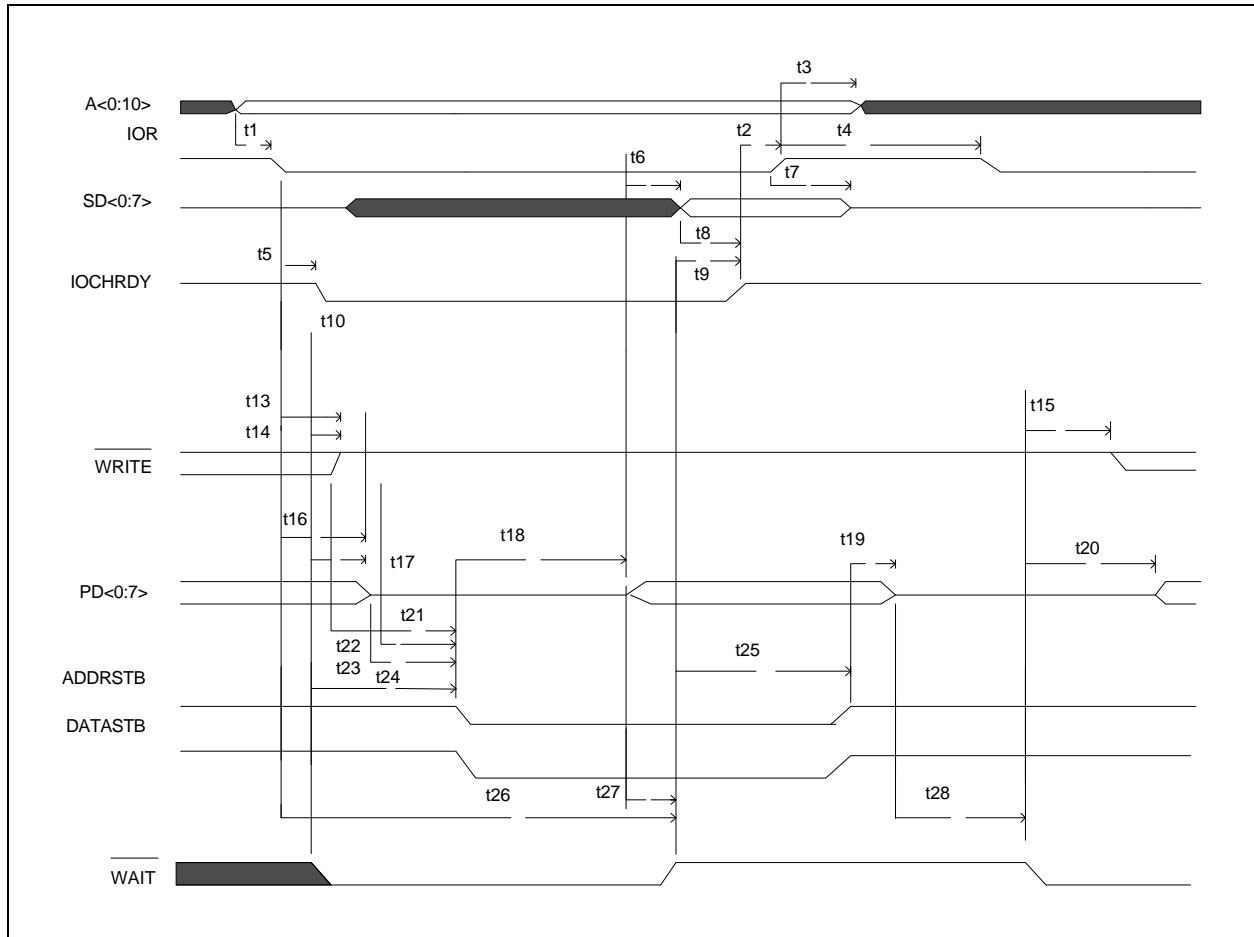 t3
A<0:10>
IOR
t1
t2
t4
t6
t7
SD<0:7>
t8
t5
t9
IOCHRDY
t10
t13
t15
t14
WRITE
t16
t18
t19
t17
t20
PD<0:7>
t21
t22
t23
t25
t24
ADDRSTB
DATASTB
t26
t27
t28
WAIT